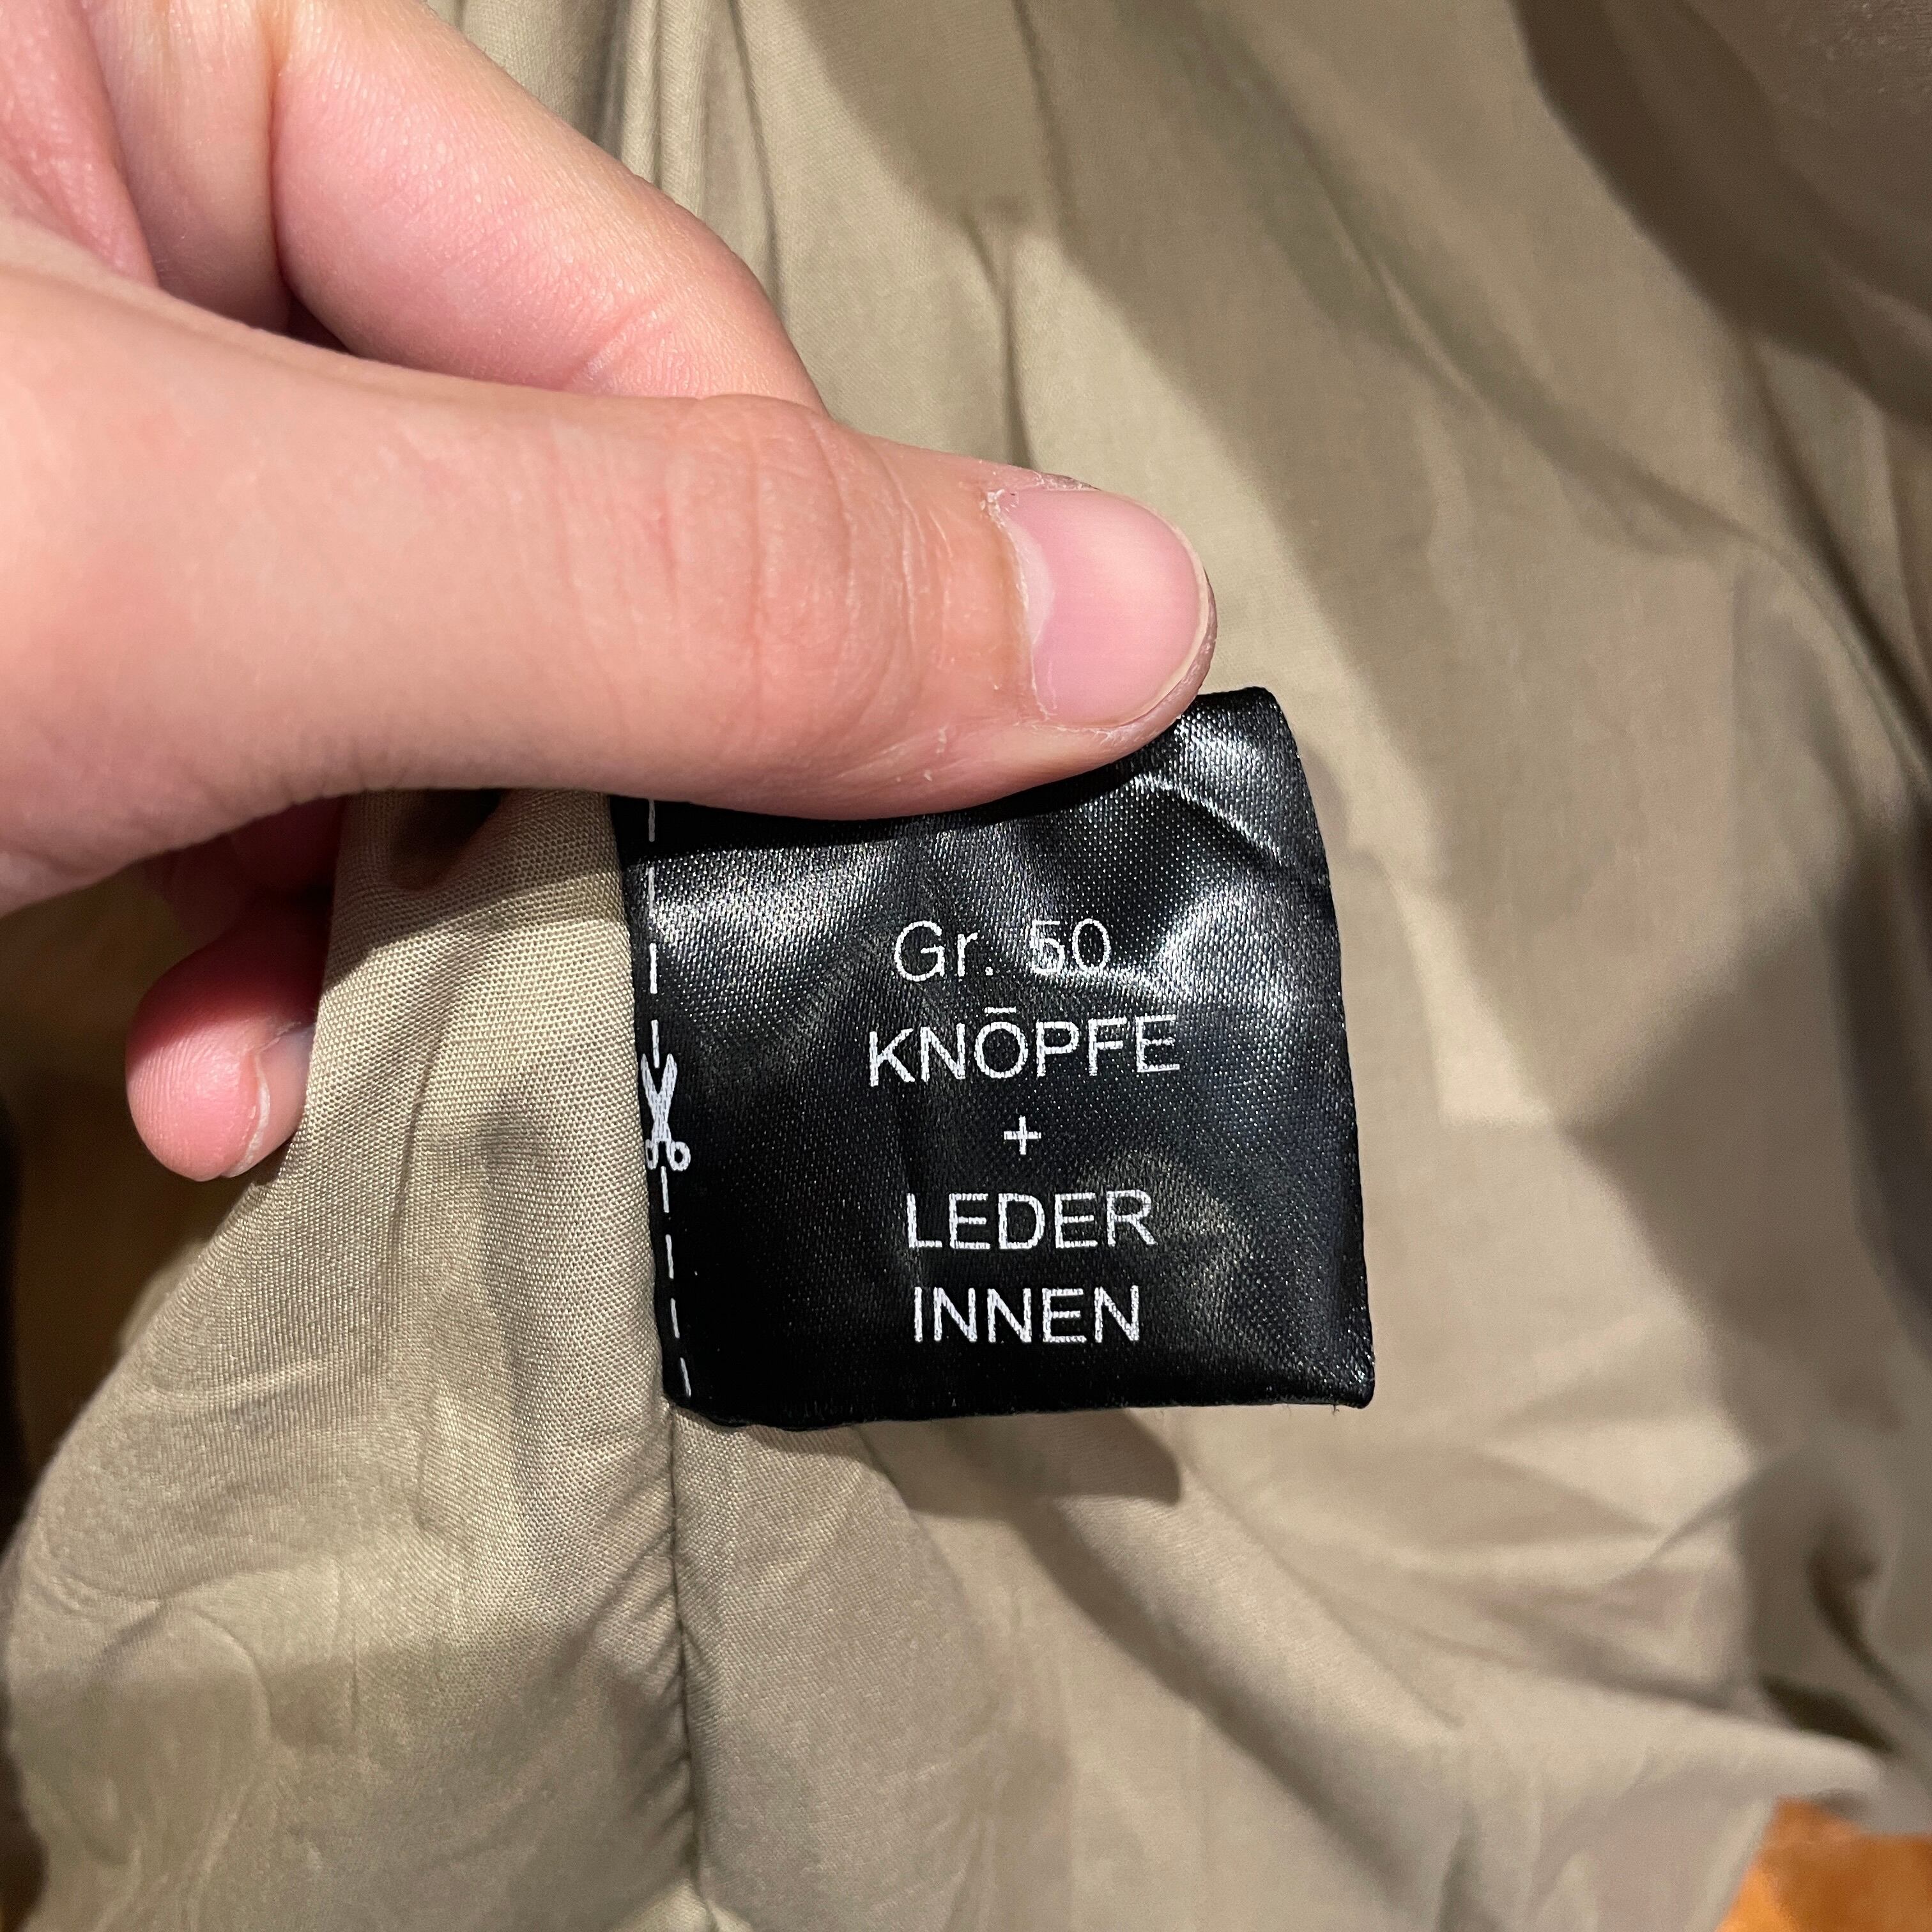 Gr. 50
KNŌPFE
+
LEDER
INNEN